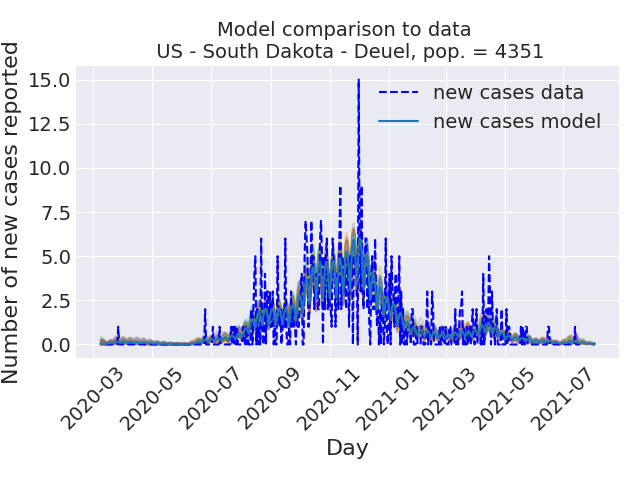 Model comparison to data
US - South Dakota - Deuel, pop. = 4351
Number of new cases reported
15.0
12.5
10.0
7.5
5.0
2.5
0.0
new cases data
new cases model
2020-03
2020-05
2020-07
2020-09
2020-11
2021-01
2021-03
2021-05
2021-07
Day